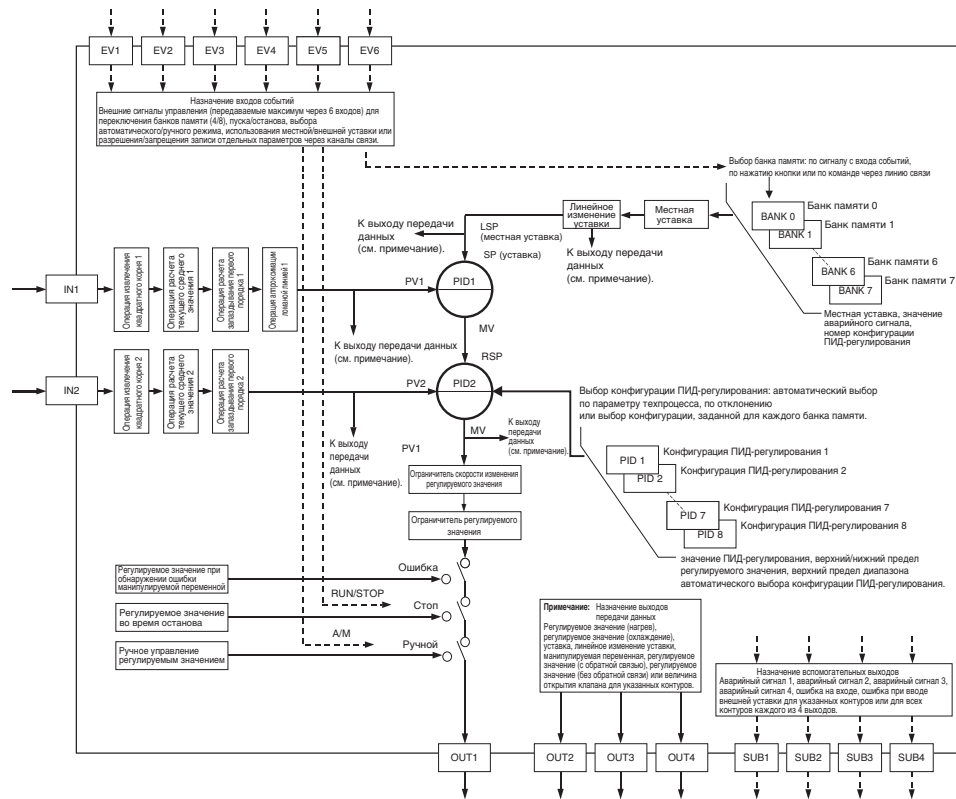 EV1 EV2 EV3 EV4 EV5 EV6
Назначение входов событий
Внешние сигналы управления (передаваемые максимум через 6 входов) для
переключения банков памяти (4/8), пуска/останова, выбора
автоматического/ручного режима, использования местной/внешней уставки или
разрешения/запрещения записи отдельных параметров через каналы связи.
Выбор банка памяти: по сигналу с входа событий,
по нажатию кнопки или по команде через линию связи
BANK 0
Банк памяти 0
BANK 1
Банк памяти 1
BANK 6
Банк памяти 6
BANK 7
Банк памяти 7
Местная уставка, значение
аварийного сигнала,
номер конфигурации
ПИД-регулирования
Местная
уставка
Линейное
изменение
уставки
К выходу передачи
данных
(см. примечание).
LSP
(местная уставка)
SP (уставка)
К выходу передачи
данных
(см. примечание).
IN1
Операция извлечения
квадратного корня 1
Операция расчета
текущего среднего
значения 1
Операция расчета
запаздывания первого
порядка 1
Операция аппроксимации
ломаной линией 1
PV1
PID1
К выходу передачи данных
(см. примечание).
MV
RSP
IN2
Операция извлечения
квадратного корня 2
Операция расчета
текущего среднего
значения 2
Операция расчета
запаздывания первого
порядка 2
PV2
PID2
К выходу
передачи
данных
(см. примечание).
PV1
MV
К выходу
передачи
данных
(см. примечание).
Выбор конфигурации ПИД-регулирования: автоматический выбор
по параметру техпроцесса, по отклонению
или выбор конфигурации, заданной для каждого банка памяти.
PID 1
Конфигурация ПИД-регулирования 1
PID 2
Конфигурация ПИД-регулирования 2
PID 7
Конфигурация ПИД-регулирования 7
PID 8
Конфигурация ПИД-регулирования 8
значение ПИД-регулирования, верхний/нижний предел
регулируемого значения, верхний предел диапазона
автоматического выбора конфигурации ПИД-регулирования.
Ограничитель скорости изменения
регулируемого значения
Ограничитель регулируемого
значения
Регулируемое значение при
обнаружении ошибки
манипулируемой переменной
Ошибка
RUN/STOP
Регулируемое значение
во время останова
Стоп
A/M
Ручное управление
регулируемым значением
Ручной
Примечание: Назначение выходов
передачи данных
Регулируемое значение (нагрев),
регулируемое значение (охлаждение),
уставка, линейное изменение уставки,
манипулируемая переменная, регулируемое
значение (с обратной связью), регулируемое
значение (без обратной связи) или величина
открытия клапана для указанных контуров.
Назначение вспомогательных выходов
Аварийный сигнал 1, аварийный сигнал 2, аварийный сигнал 3,
аварийный сигнал 4, ошибка на входе, ошибка при вводе
внешней уставки для указанных контуров или для всех
контуров каждого из 4 выходов.
OUT1 OUT2 OUT3 OUT4 SUB1 SUB2 SUB3 SUB4